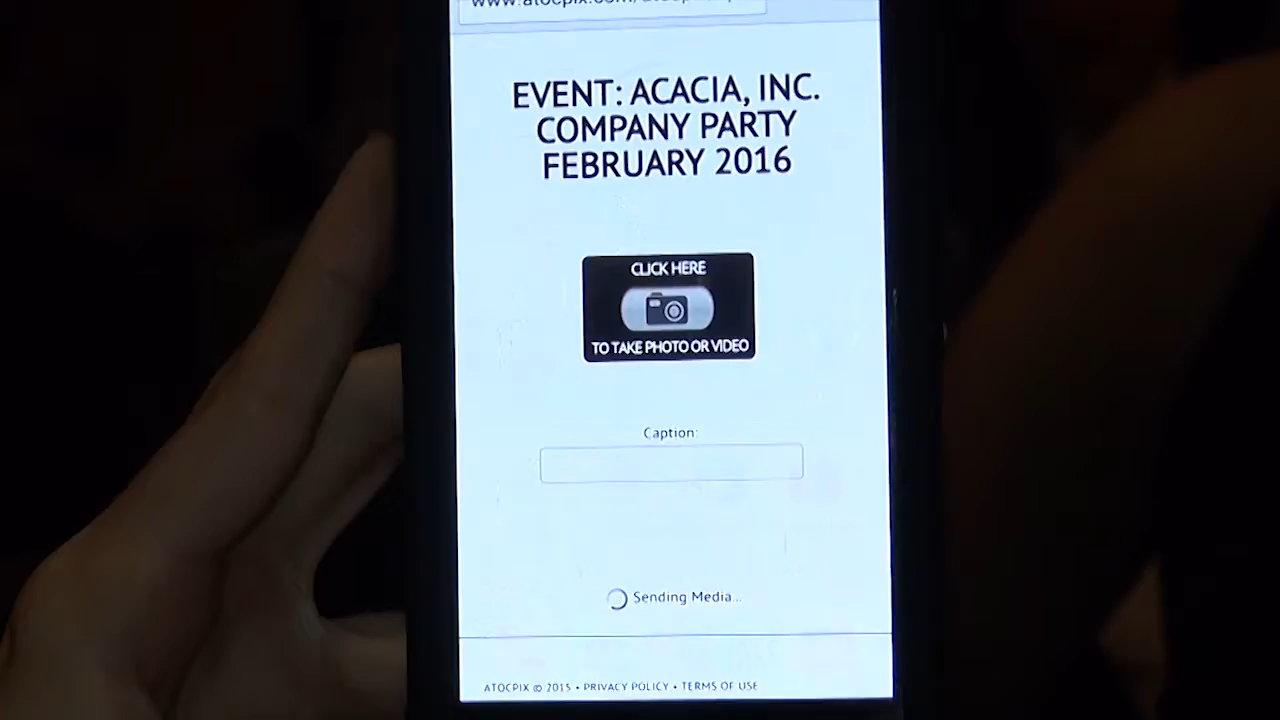 EVENT: ACACIA, INC.
COMPANY PARTY
FEBRUARY 2016
CLICK HERE
TO TAKE PHOTO OR VIDEO
Caption:
Sending Media...
ATOCPIX © 2015 • PRIVACY POLICY • TERMS OF USE